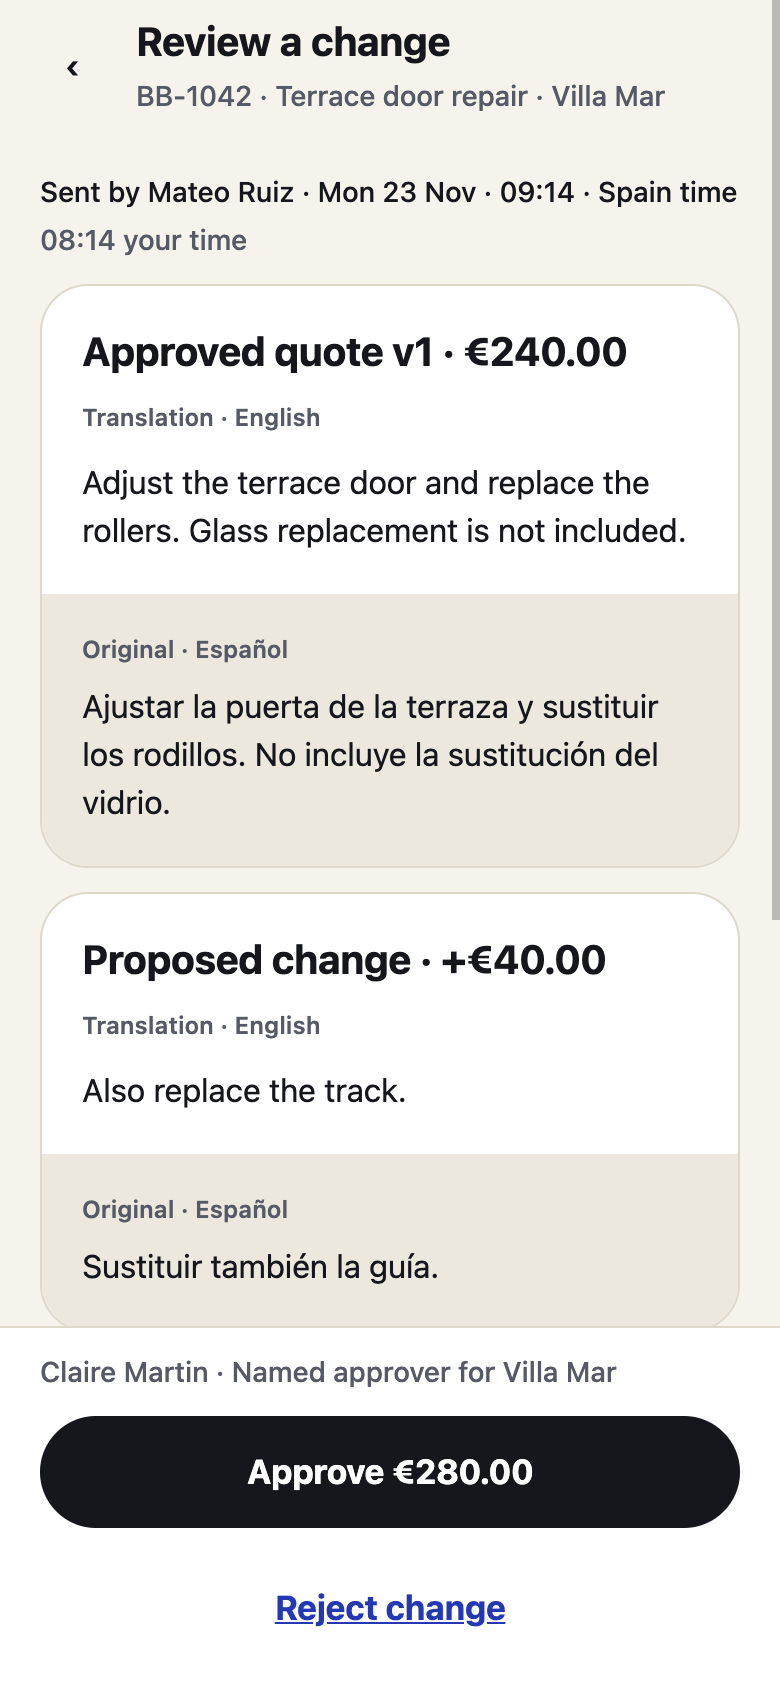 ‹
Review a change
BB-1042 · Terrace door repair · Villa Mar
Sent by Mateo Ruiz · Mon 23 Nov · 09:14 · Spain time
08:14 your time
Approved quote v1 · €240.00
Translation · English
Adjust the terrace door and replace the
rollers. Glass replacement is not included.
Original · Español
Ajustar la puerta de la terraza y sustituir
los rodillos. No incluye la sustitución del
vidrio.
Proposed change · +€40.00
Translation · English
Also replace the track.
Original · Español
Sustituir también la guía.
Claire Martin · Named approver for Villa Mar
Approve €280.00
Reject change